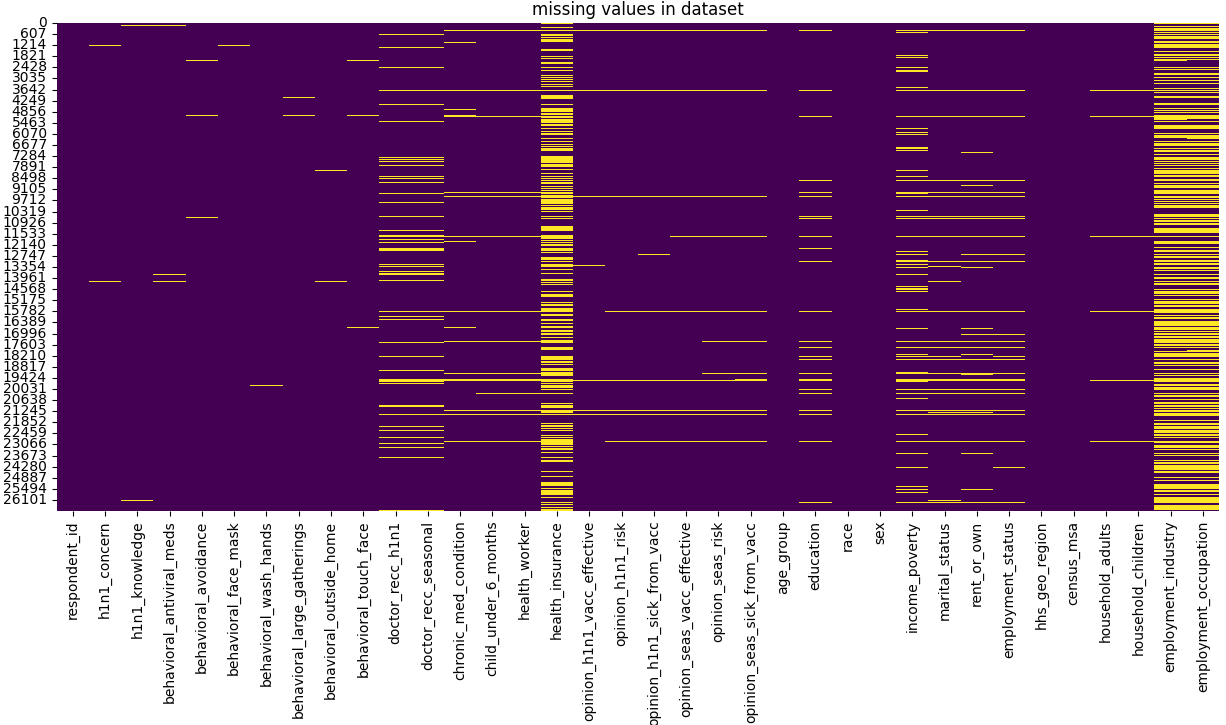 missing values in dataset
0
607
1214
1821
2428
3035
3642
4249
4856
5463
6070
6677
7284
7891
8498
9105
9712
10319
10926
11533
12140
12747
13354
13961
14568
15175
15782
16389
16996
17603
18210
18817
19424
20031
20638
21245
21852
22459
23066
23673
24280
24887
25494
26101
respondent_id
h1n1_concern
h1n1_knowledge
behavioral_antiviral_meds
behavioral_avoidance
behavioral_face_mask
behavioral_wash_hands
behavioral_large_gatherings
behavioral_outside_home
behavioral_touch_face
doctor_recc_h1n1
doctor_recc_seasonal
chronic_med_condition
child_under_6_months
health_worker
health_insurance
opinion_h1n1_vacc_effective
opinion_h1n1_risk
opinion_h1n1_sick_from_vacc
opinion_seas_vacc_effective
opinion_seas_risk
opinion_seas_sick_from_vacc
age_group
education
race
sex
income_poverty
marital_status
rent_or_own
employment_status
hhs_geo_region
census_msa
household_adults
household_children
employment_industry
employment_occupation